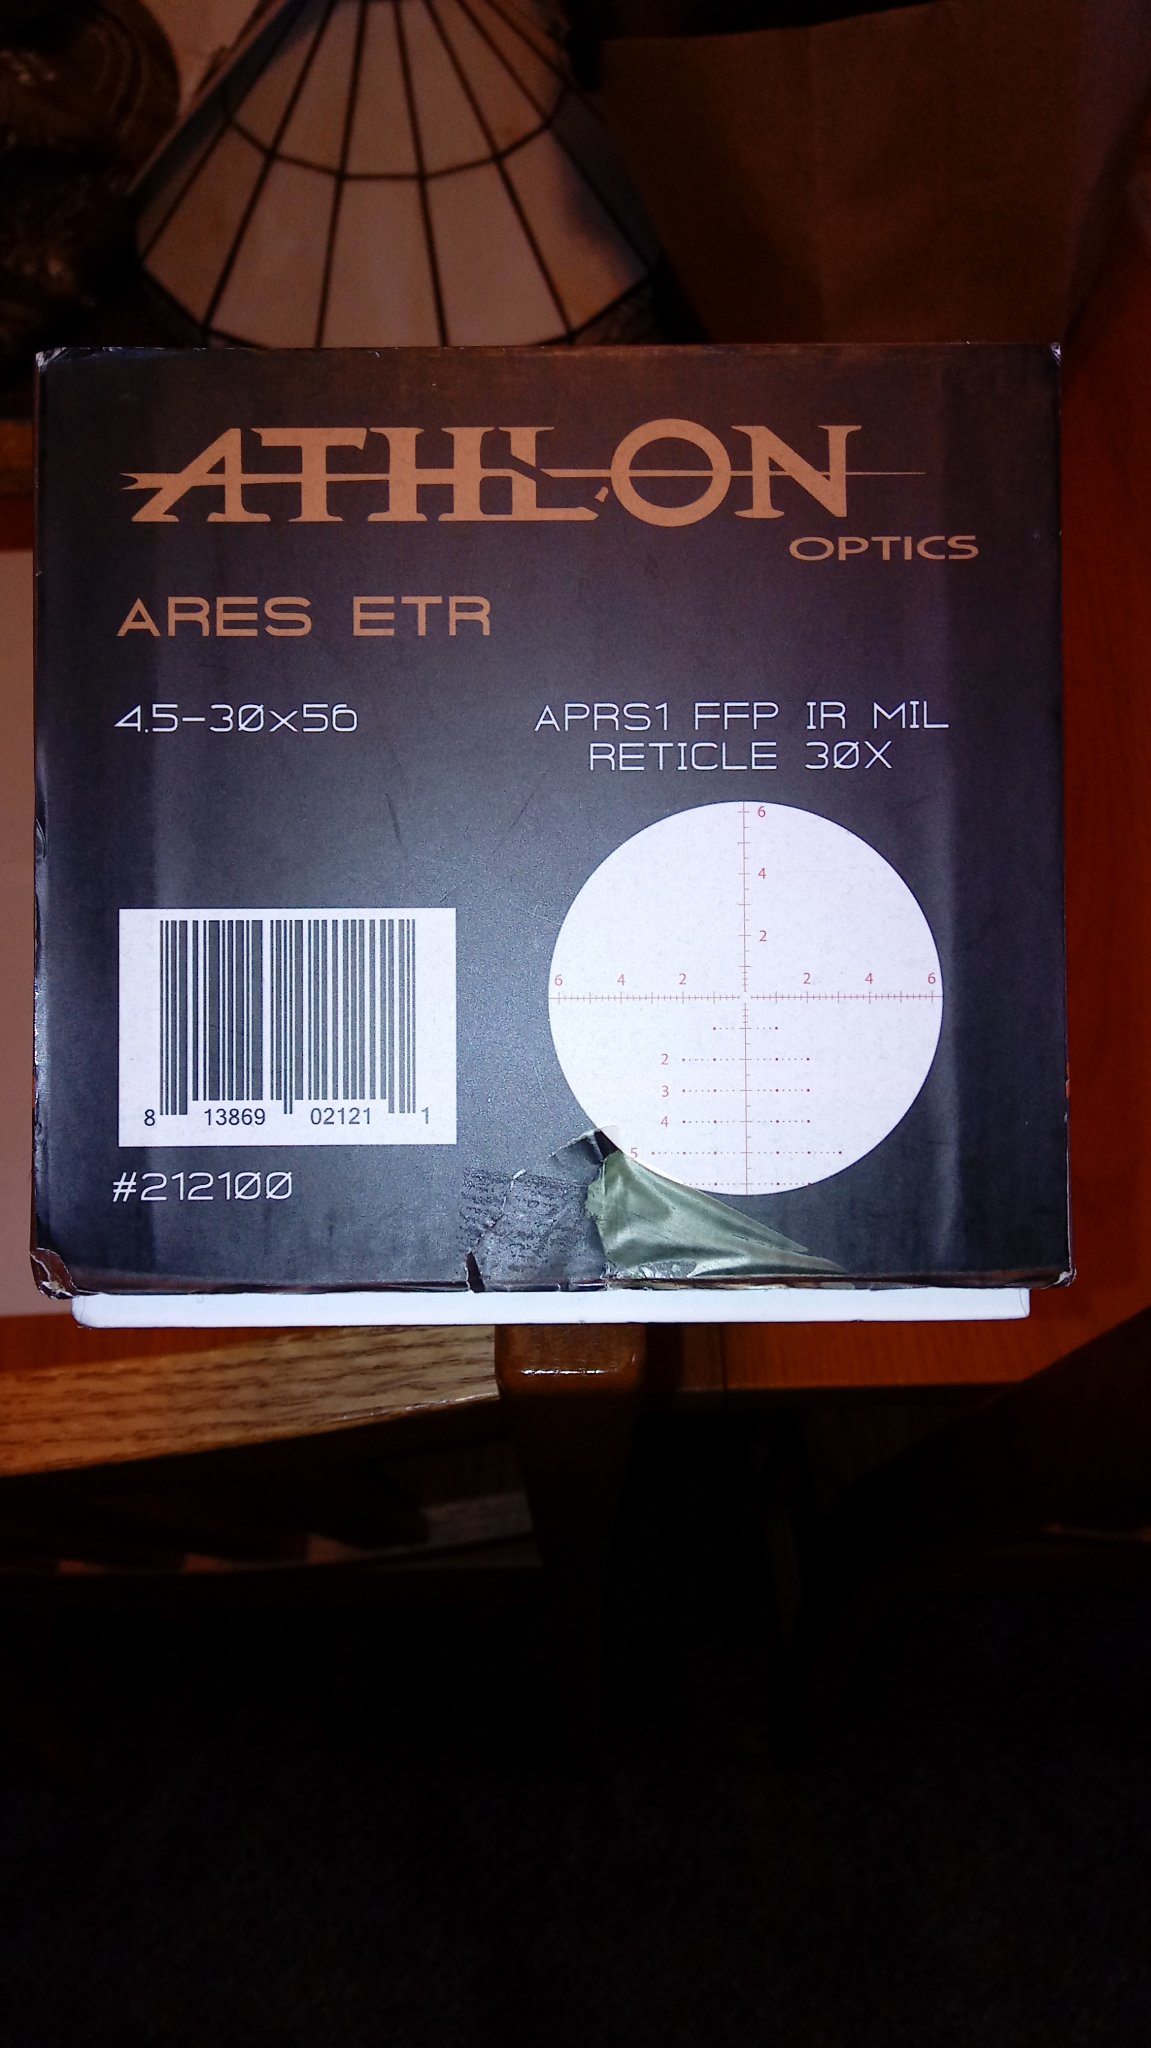 ATHLON
OPTICS
ARES ETR
4.5-30x56
APRS1 FFP IR MIL
RETICLE 30X
6
4
2
6 4 2 2 4 6
2
3
4
5
8 13869 02121 1
#212100